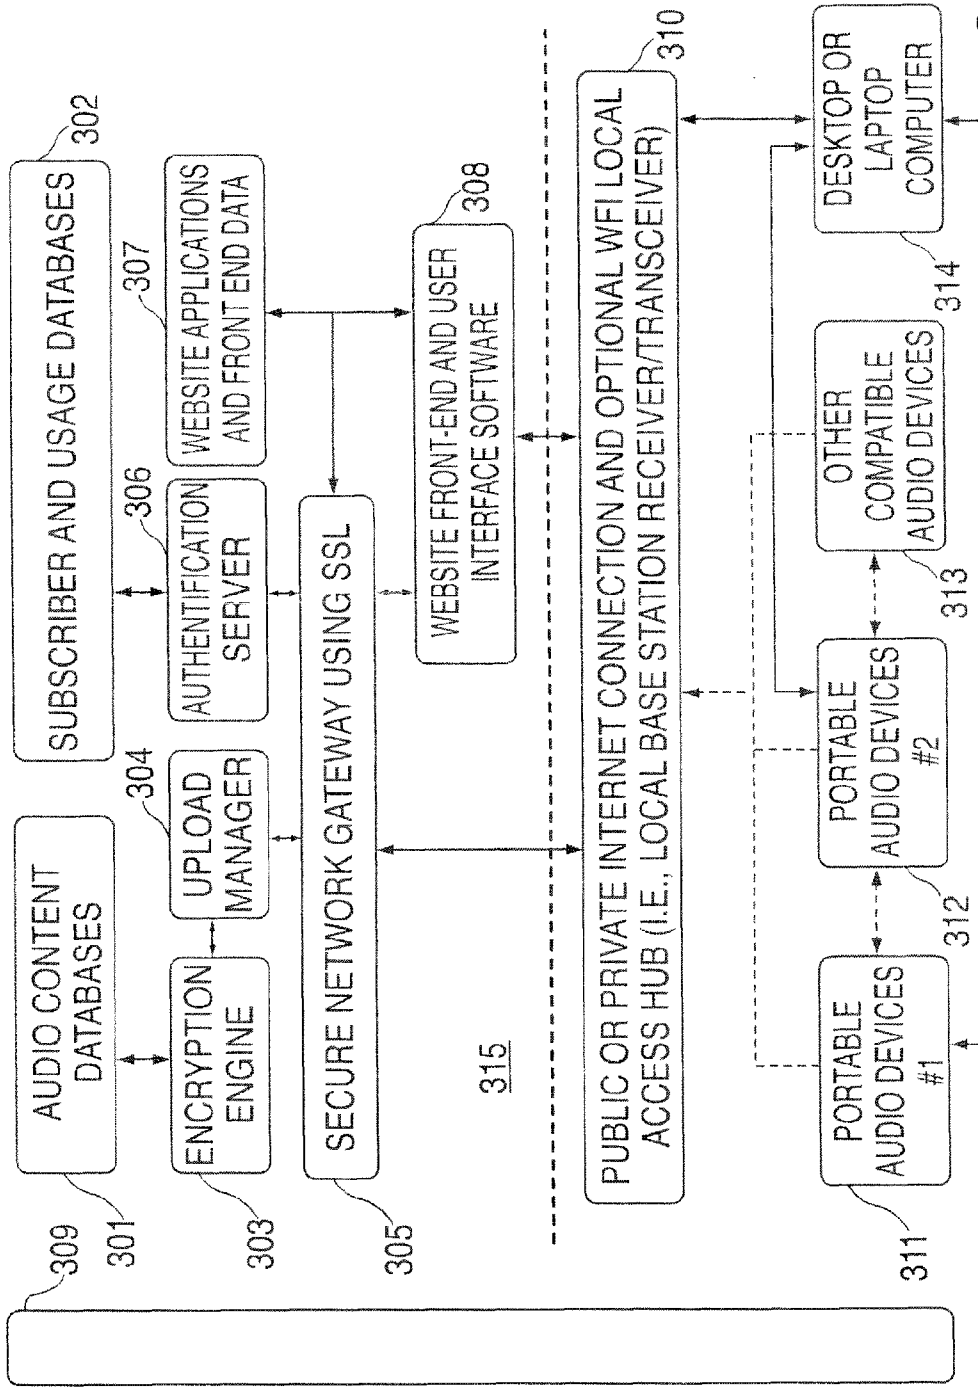 309
301
AUDIO CONTENT
DATABASES
302
SUBSCRIBER AND USAGE DATABASES
303
ENCRYPTION
ENGINE
304
UPLOAD
MANAGER
306
AUTHENTIFICATION
SERVER
307
WEBSITE APPLICATIONS
AND FRONT END DATA
305
SECURE NETWORK GATEWAY USING SSL
308
WEBSITE FRONT-END AND USER
INTERFACE SOFTWARE
315
310
PUBLIC OR PRIVATE INTERNET CONNECTION AND OPTIONAL WFI LOCAL
ACCESS HUB (I.E., LOCAL BASE STATION RECEIVER/TRANSCEIVER)
311
PORTABLE
AUDIO DEVICES
#1
312
PORTABLE
AUDIO DEVICES
#2
313
OTHER
COMPATIBLE
AUDIO DEVICES
314
DESKTOP OR
LAPTOP
COMPUTER